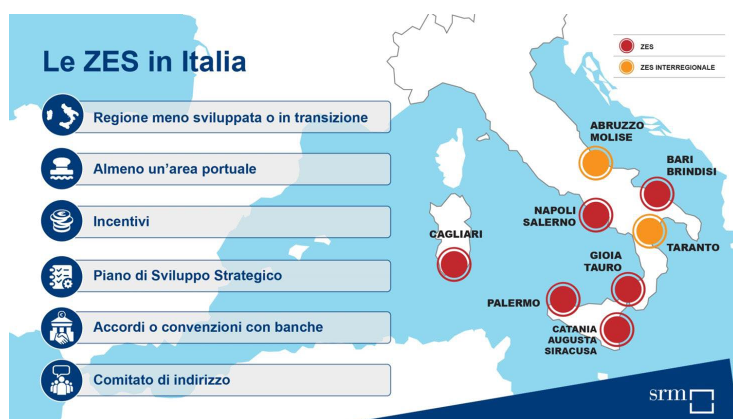 Le ZES in Italia
Regione meno sviluppata o in transizione
Almeno un'area portuale
Incentivi
Piano di Sviluppo Strategico
Accordi o convenzioni con banche
Comitato di indirizzo
ZES
ZES INTERREGIONALE
ABRUZZO
MOLISE
BARI
BRINDISI
NAPOLI
SALERNO
CAGLIARI
TARANTO
GIOIA
TAURO
PALERMO
CATANIA
AUGUSTA
SIRACUSA
srm